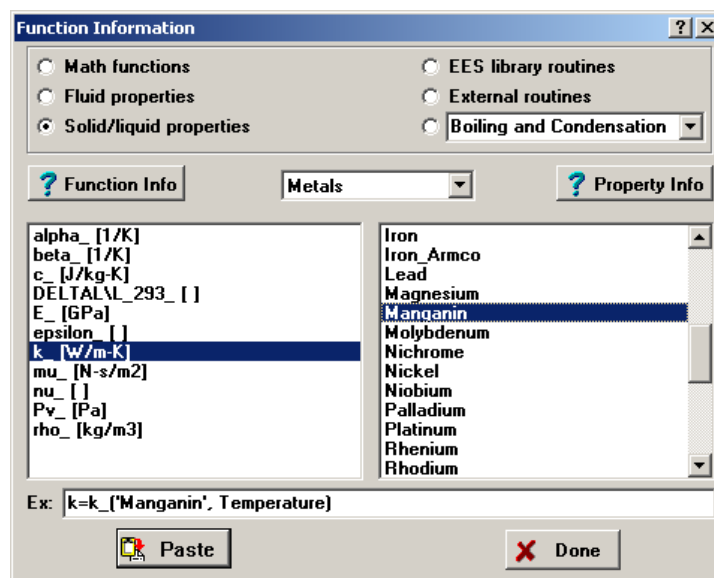 Function Information
Math functions
EES library routines
Fluid properties
External routines
Solid/liquid properties
Boiling and Condensation
? Function Info
Metals
? Property Info
alpha_ [1/K]
beta_ [1/K]
c_ [J/kg-K]
DELTAL\L_293_ [ ]
E_ [GPa]
epsilon_ [ ]
k_ [W/m-K]
mu_ [N-s/m2]
nu_ [ ]
Pv_ [Pa]
rho_ [kg/m3]
Iron
Iron_Armco
Lead
Magnesium
Manganin
Molybdenum
Nichrome
Nickel
Niobium
Palladium
Platinum
Rhenium
Rhodium
Ex: k=k_('Manganin', Temperature)
Paste
Done